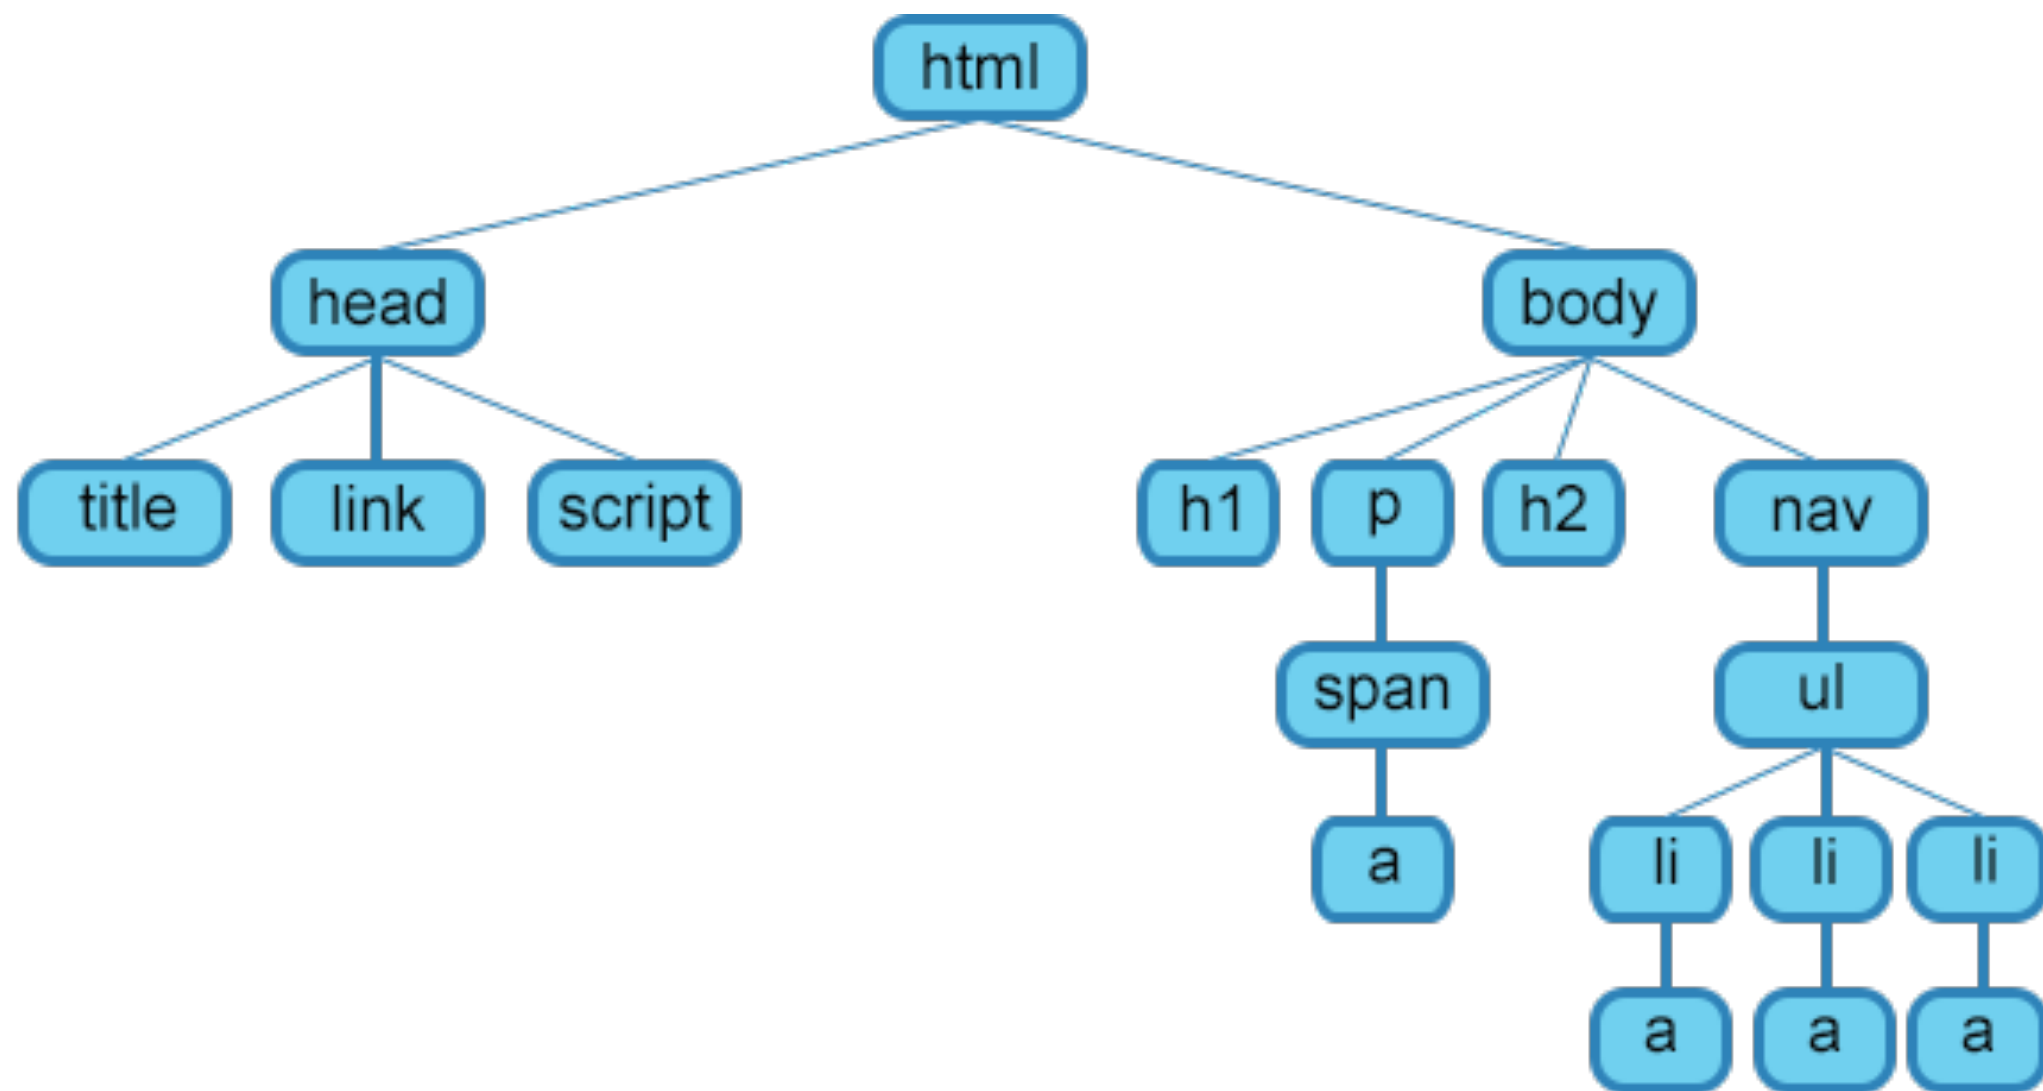 html
head
body
title
link
script
h1
p
h2
nav
span
ul
a
li
li
li
a
a
a